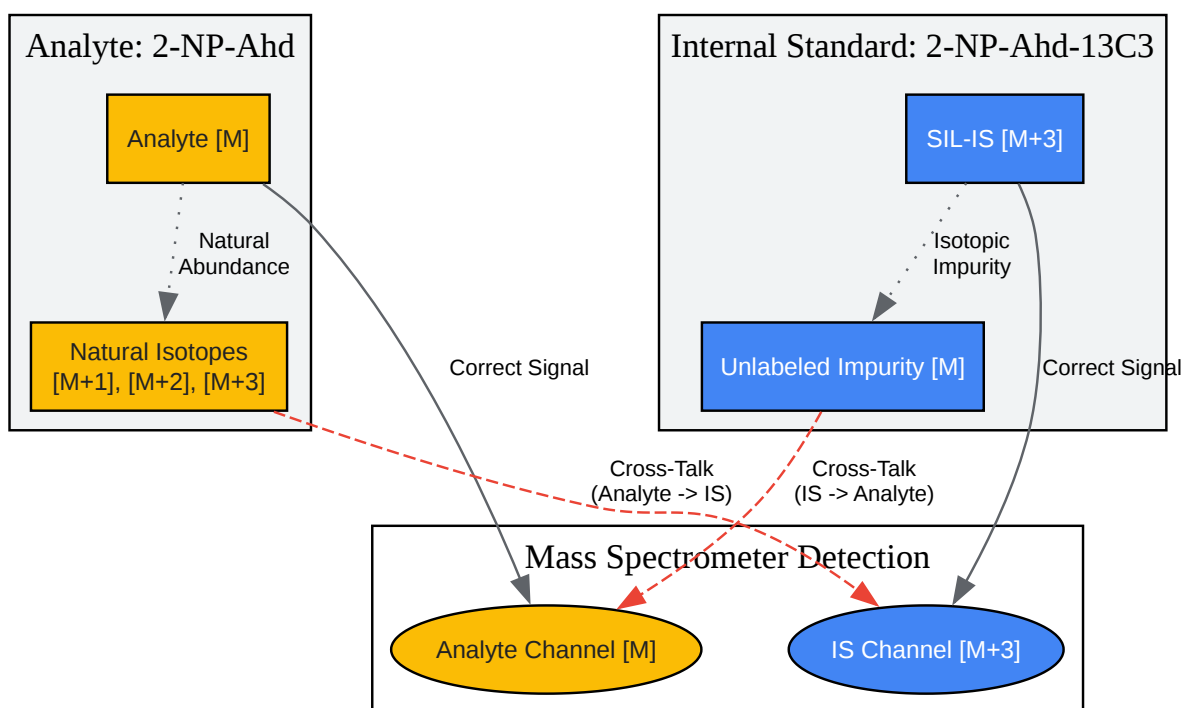 Analyte: 2-NP-Ahd
Internal Standard: 2-NP-Ahd-13C3
Analyte [M]
SIL-IS [M+3]
Natural
Abundance
Isotopic
Impurity
Natural Isotopes
[M+1], [M+2], [M+3]
Correct Signal
Unlabeled Impurity [M]
Correct Signal
Cross-Talk
(Analyte -> IS)
Cross-Talk
(IS -> Analyte)
Mass Spectrometer Detection
Analyte Channel [M]
IS Channel [M+3]